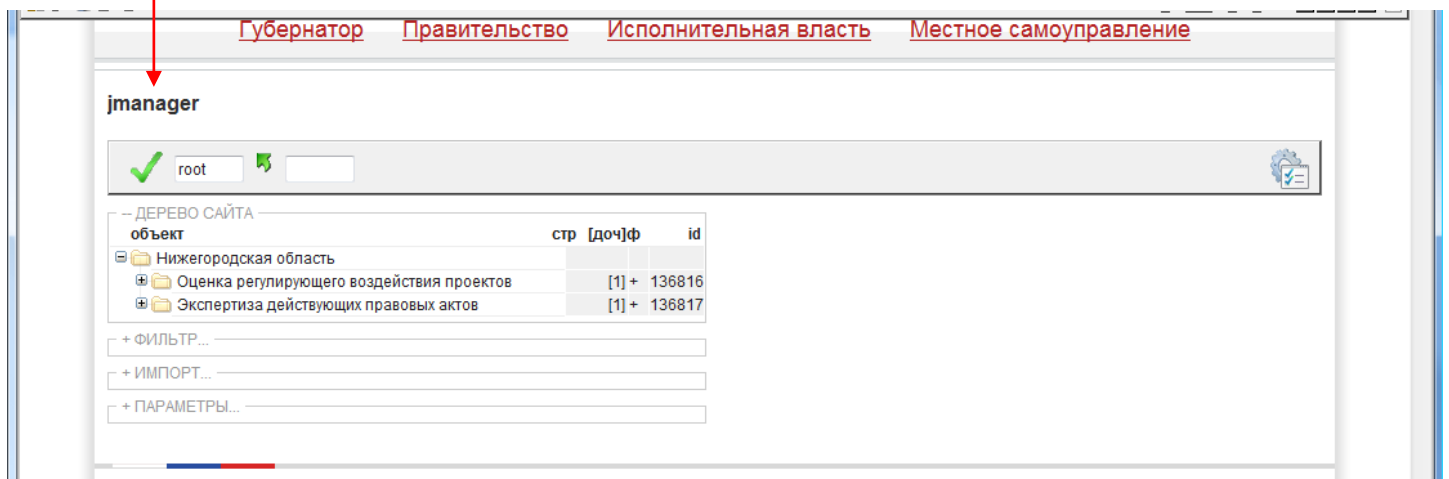 Губернатор Правительство Исполнительная власть Местное самоуправление
jmanager
root
-- ДЕРЕВО САЙТА
объект стр [доч]ф id
Нижегородская область
Оценка регулирующего воздействия проектов [1] + 136816
Экспертиза действующих правовых актов [1] + 136817
+ ФИЛЬТР...
+ ИМПОРТ...
+ ПАРАМЕТРЫ...